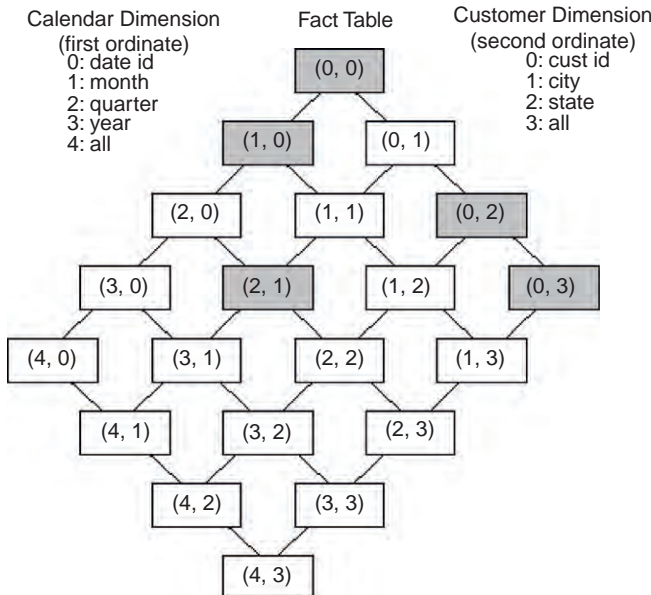 Calendar Dimension
(first ordinate)
0: date id
1: month
2: quarter
3: year
4: all
Fact Table
Customer Dimension
(second ordinate)
0: cust id
1: city
2: state
3: all
(0, 0)
(1, 0)
(0, 1)
(2, 0)
(1, 1)
(0, 2)
(3, 0)
(2, 1)
(1, 2)
(0, 3)
(4, 0)
(3, 1)
(2, 2)
(1, 3)
(4, 1)
(3, 2)
(2, 3)
(4, 2)
(3, 3)
(4, 3)